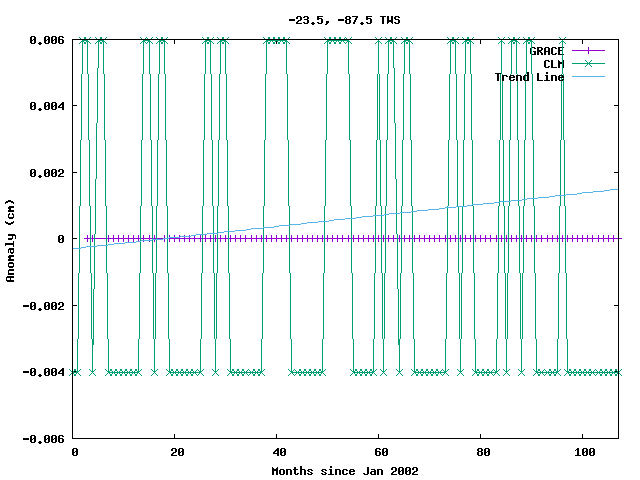 -23.5, -87.5 TWS
0.006
0.004
0.002
0
-0.002
-0.004
-0.006
Anomaly (cm)
GRACE
CLM
Trend Line
0 20 40 60 80 100
Months since Jan 2002